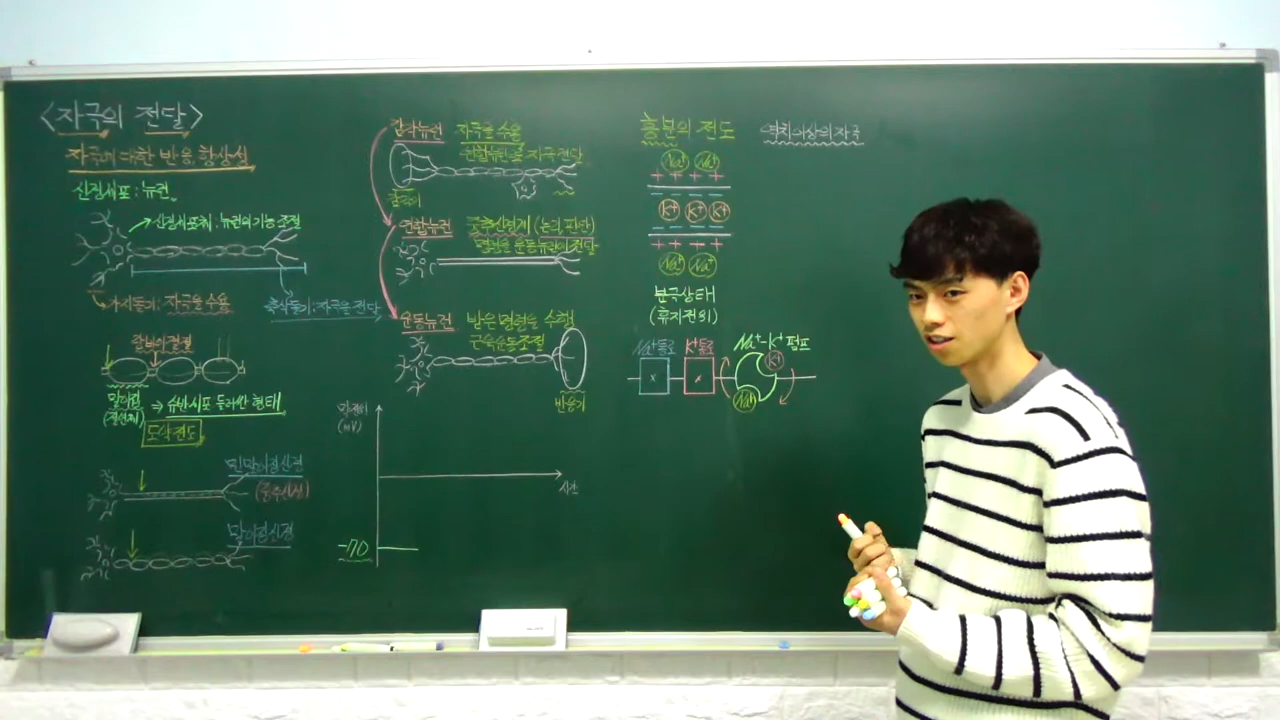 <자극의 전달>
자극에 대한 반응, 항상성
신경세포 : 뉴런
신경세포체 : 뉴런의 기능 조절
가지돌기 : 자극을 수용
축삭돌기 : 자극을 전달
랑비에결절
말이집
(절연체)
⇒ 슈반세포 둘러싼 형태
도약전도
민말이집신경
말이집신경
감각뉴런 자극을 수용
연합뉴런으로 자극전달
감각기
연합뉴런 중추신경계 (뇌, 판단)
명령을 운동뉴런에 전달
운동뉴런 받은 명령을 수행
근육운동조절
반응기
막전위
(mV)
시간
-70
흥분의 전도 역치이상의 자극
Na⁺ Na⁺
+ + + +
- - - -
K⁺ K⁺ K⁺
- - - -
+ + + +
Na⁺ Na⁺
분극상태
(휴지전위)
Na⁺통로 K⁺통로 Na⁺-K⁺ 펌프
x x K⁺
Na⁺